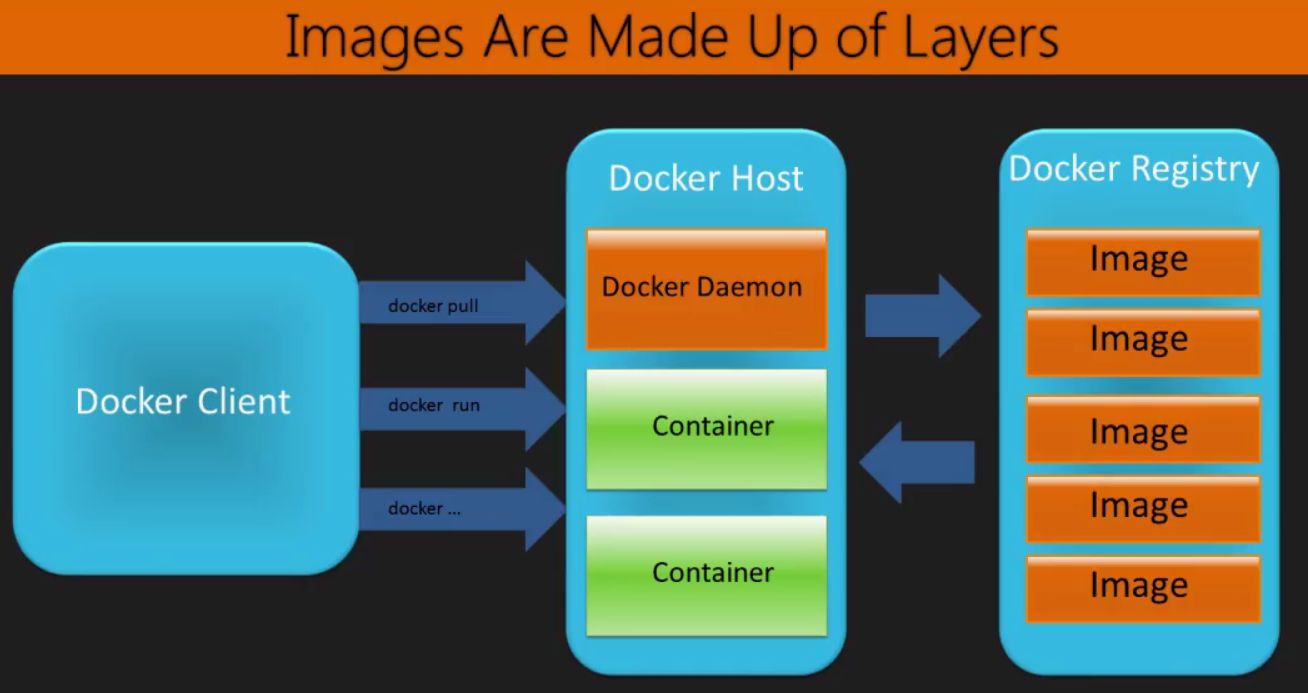 Images Are Made Up of Layers
Docker Client
docker pull
docker run
docker ...
Docker Host
Docker Daemon
Container
Container
Docker Registry
Image
Image
Image
Image
Image